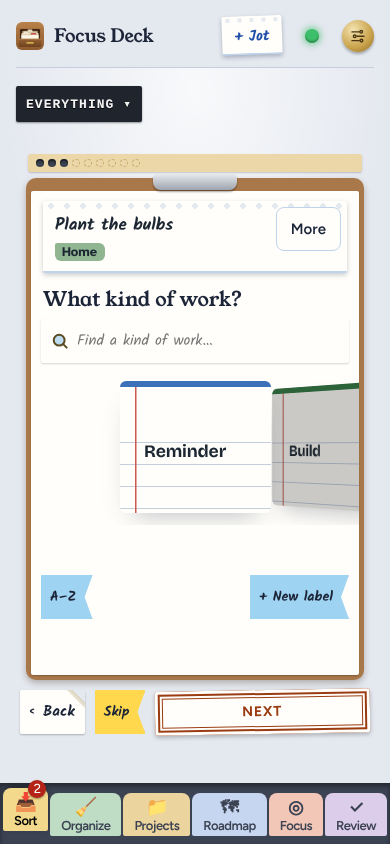 Focus Deck
+ Jot
EVERYTHING ▾
Plant the bulbs
Home
More
What kind of work?
Find a kind of work...
Reminder
Build
A–Z
+ New label
‹ Back
Skip
NEXT
2
Sort
Organize
Projects
Roadmap
Focus
Review